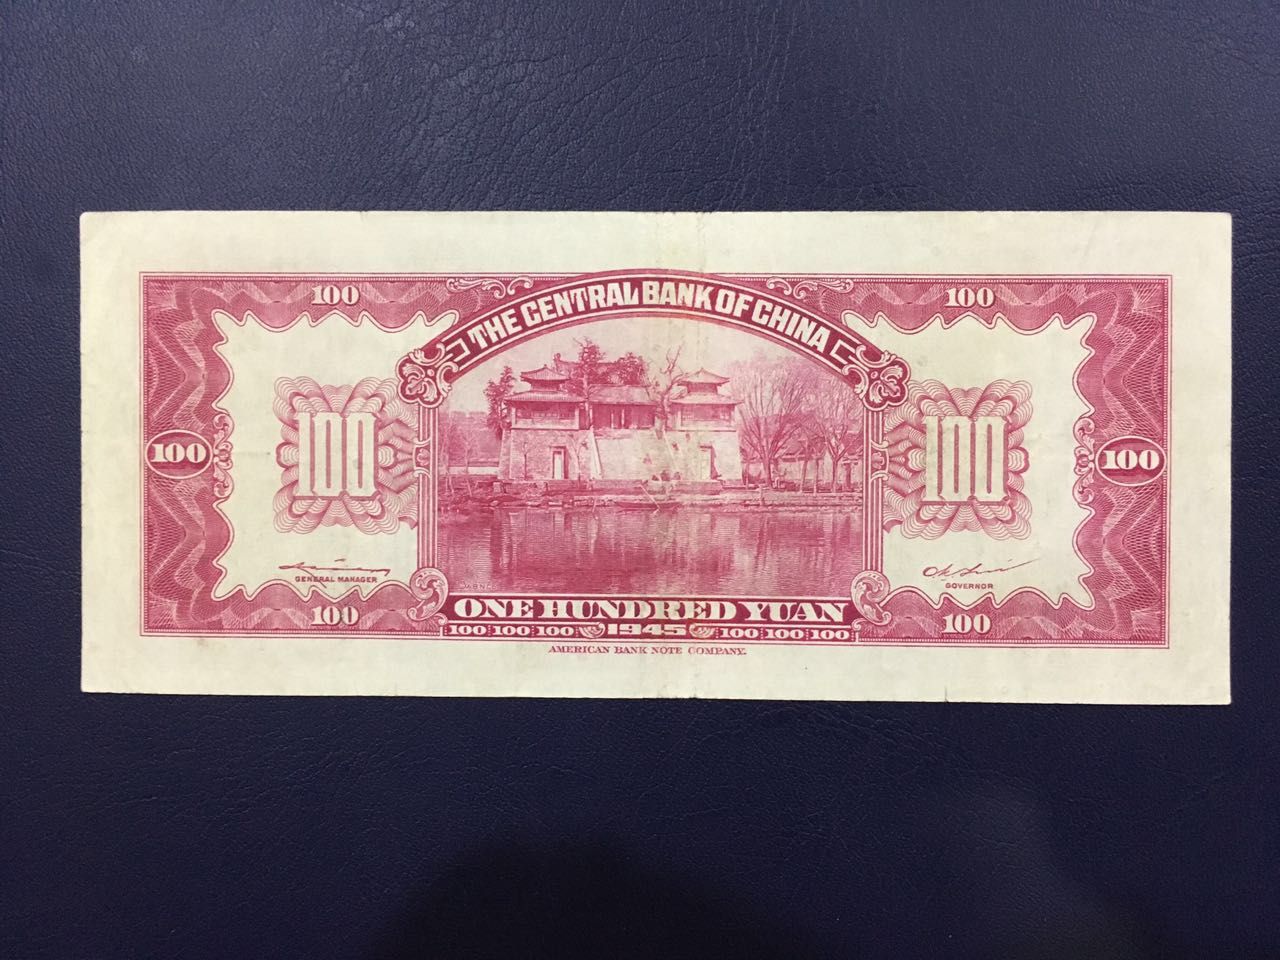 100 100
THE CENTRAL BANK OF CHINA
100 100
100 100
GENERAL MANAGER GOVERNOR
100 ONE HUNDRED YUAN 100
100 100 100 1945 100 100 100
AMERICAN BANK NOTE COMPANY.